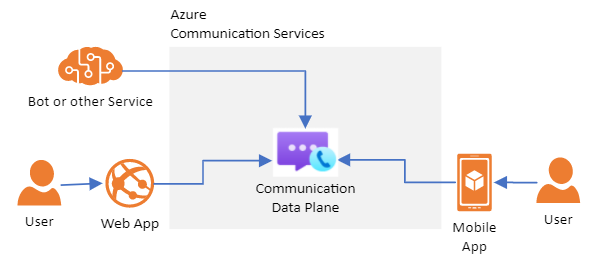 Azure
Communication Services
Bot or other Service
Communication
Data Plane
User
Web App
Mobile
App
User